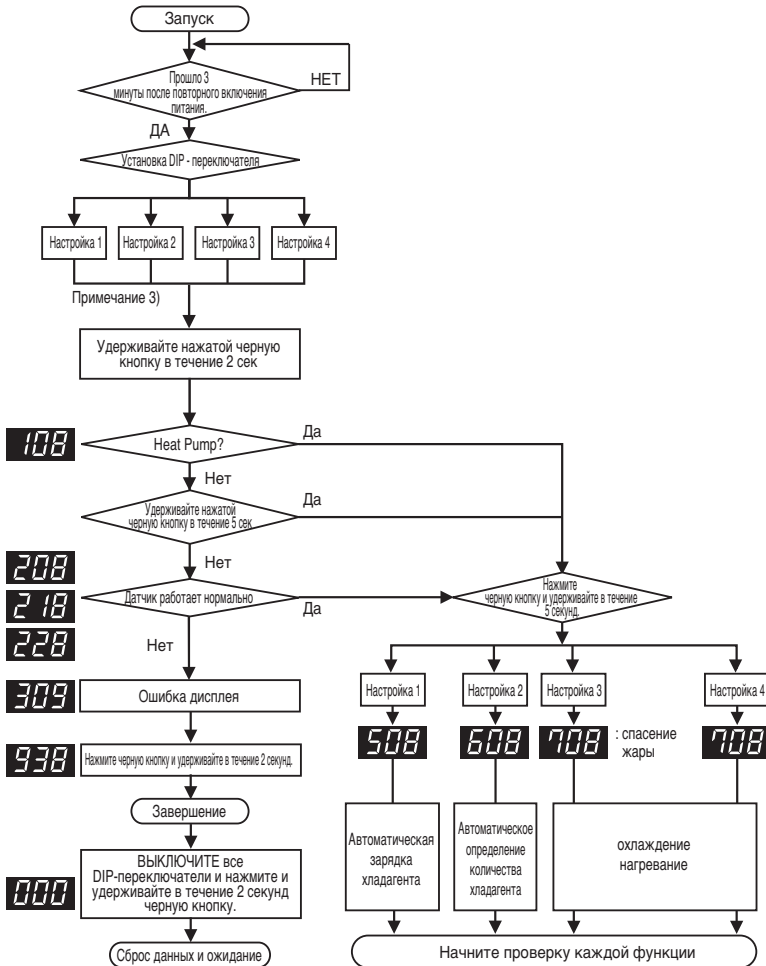 Запуск
Прошло 3
минуты после повторного включения
питания.
НЕТ
ДА
Установка DIP - переключателя
Настройка 1
Настройка 2
Настройка 3
Настройка 4
Примечание 3)
Удерживайте нажатой черную
кнопку в течение 2 сек
108
Heat Pump?
Да
Нет
Удерживайте нажатой
черную кнопку в течение 5 сек
Да
Нет
208
218
228
Датчик работает нормально
Да
Нажмите
черную кнопку и удерживайте в течение
5 секунд.
Нет
309
Ошибка дисплея
938
Нажмите черную кнопку и удерживайте в течение 2 секунд.
Завершение
000
ВЫКЛЮЧИТЕ все
DIP-переключатели и нажмите и
удерживайте в течение 2 секунд
черную кнопку.
Сброс данных и ожидание
Настройка 1
Настройка 2
Настройка 3
Настройка 4
508
608
708
: спасение
жары
708
Автоматическая
зарядка
хладагента
Автоматическое
определение
количества
хладагента
охлаждение
нагревание
Начните проверку каждой функции